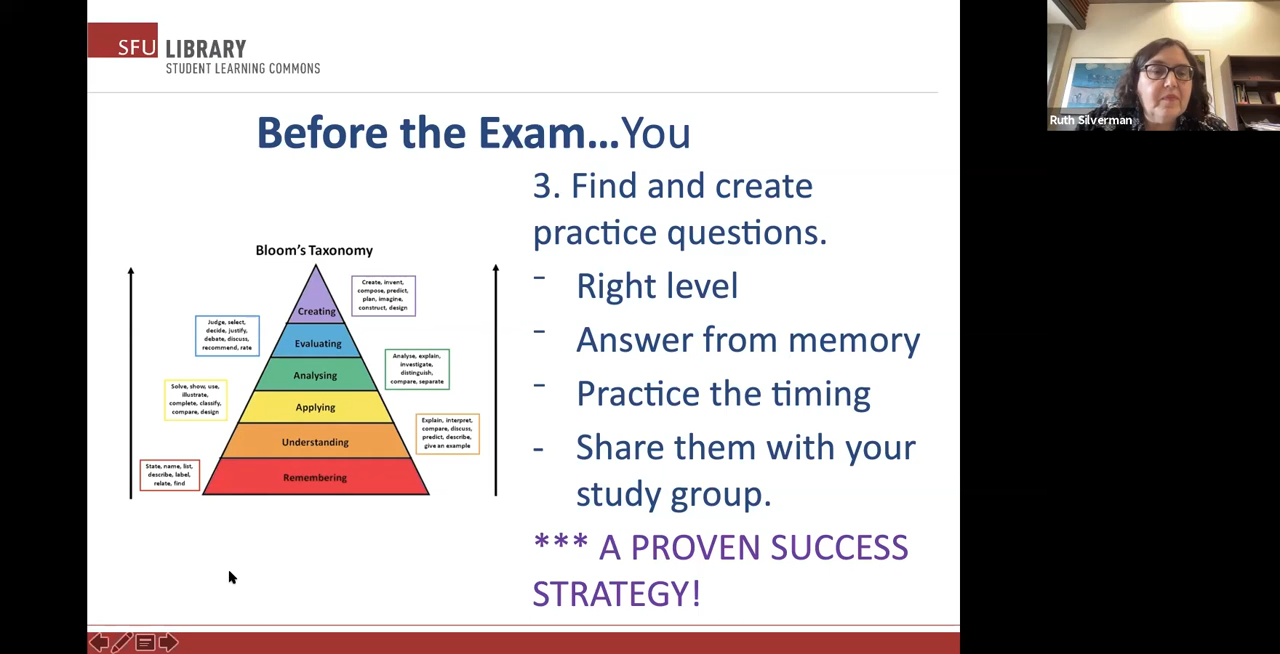 SFU LIBRARY
STUDENT LEARNING COMMONS
Ruth Silverman
Before the Exam...You
3. Find and create
practice questions.
- Right level
- Answer from memory
- Practice the timing
- Share them with your
study group.
*** A PROVEN SUCCESS
STRATEGY!
Bloom's Taxonomy
Creating
Create, invent,
compose, predict,
plan, imagine,
construct, design
Evaluating
Judge, select,
decide, justify,
debate, discuss,
recommend, rate
Analysing
Analyse, explain,
investigate,
distinguish,
compare, separate
Applying
Solve, show, use,
illustrate,
complete, classify,
compare, design
Understanding
Explain, interpret,
compare, discuss,
predict, describe,
give an example
Remembering
State, name, list,
describe, label,
relate, find